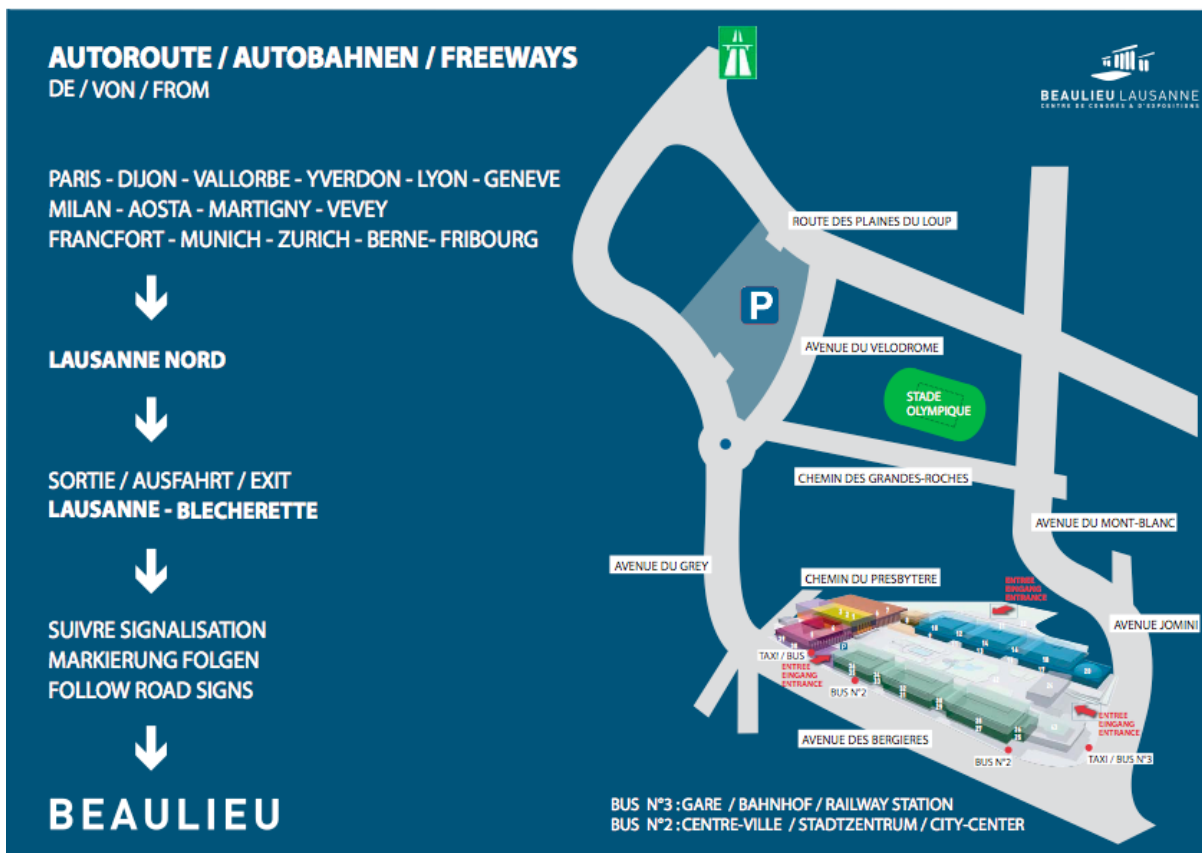 AUTOROUTE / AUTOBAHNEN / FREEWAYS
DE / VON / FROM
PARIS - DIJON - VALLORBE - YVERDON - LYON - GENEVE
MILAN - AOSTA - MARTIGNY - VEVEY
FRANCFORT - MUNICH - ZURICH - BERNE- FRIBOURG
LAUSANNE NORD
SORTIE / AUSFAHRT / EXIT
LAUSANNE - BLECHERETTE
SUIVRE SIGNALISATION
MARKIERUNG FOLGEN
FOLLOW ROAD SIGNS
BEAULIEU
BEAULIEU LAUSANNE
CENTRE DE CONGRÈS & D'EXPOSITIONS
ROUTE DES PLAINES DU LOUP
P
AVENUE DU VELODROME
STADE
OLYMPIQUE
CHEMIN DES GRANDES-ROCHES
AVENUE DU MONT-BLANC
AVENUE DU GREY
CHEMIN DU PRESBYTERE
ENTREE
EINGANG
ENTRANCE
AVENUE JOMINI
TAXI / BUS
P
ENTREE
EINGANG
ENTRANCE
BUS N°2
ENTREE
EINGANG
ENTRANCE
AVENUE DES BERGIERES
BUS N°2
TAXI / BUS N°3
BUS N°3 : GARE / BAHNHOF / RAILWAY STATION
BUS N°2 : CENTRE-VILLE / STADTZENTRUM / CITY-CENTER